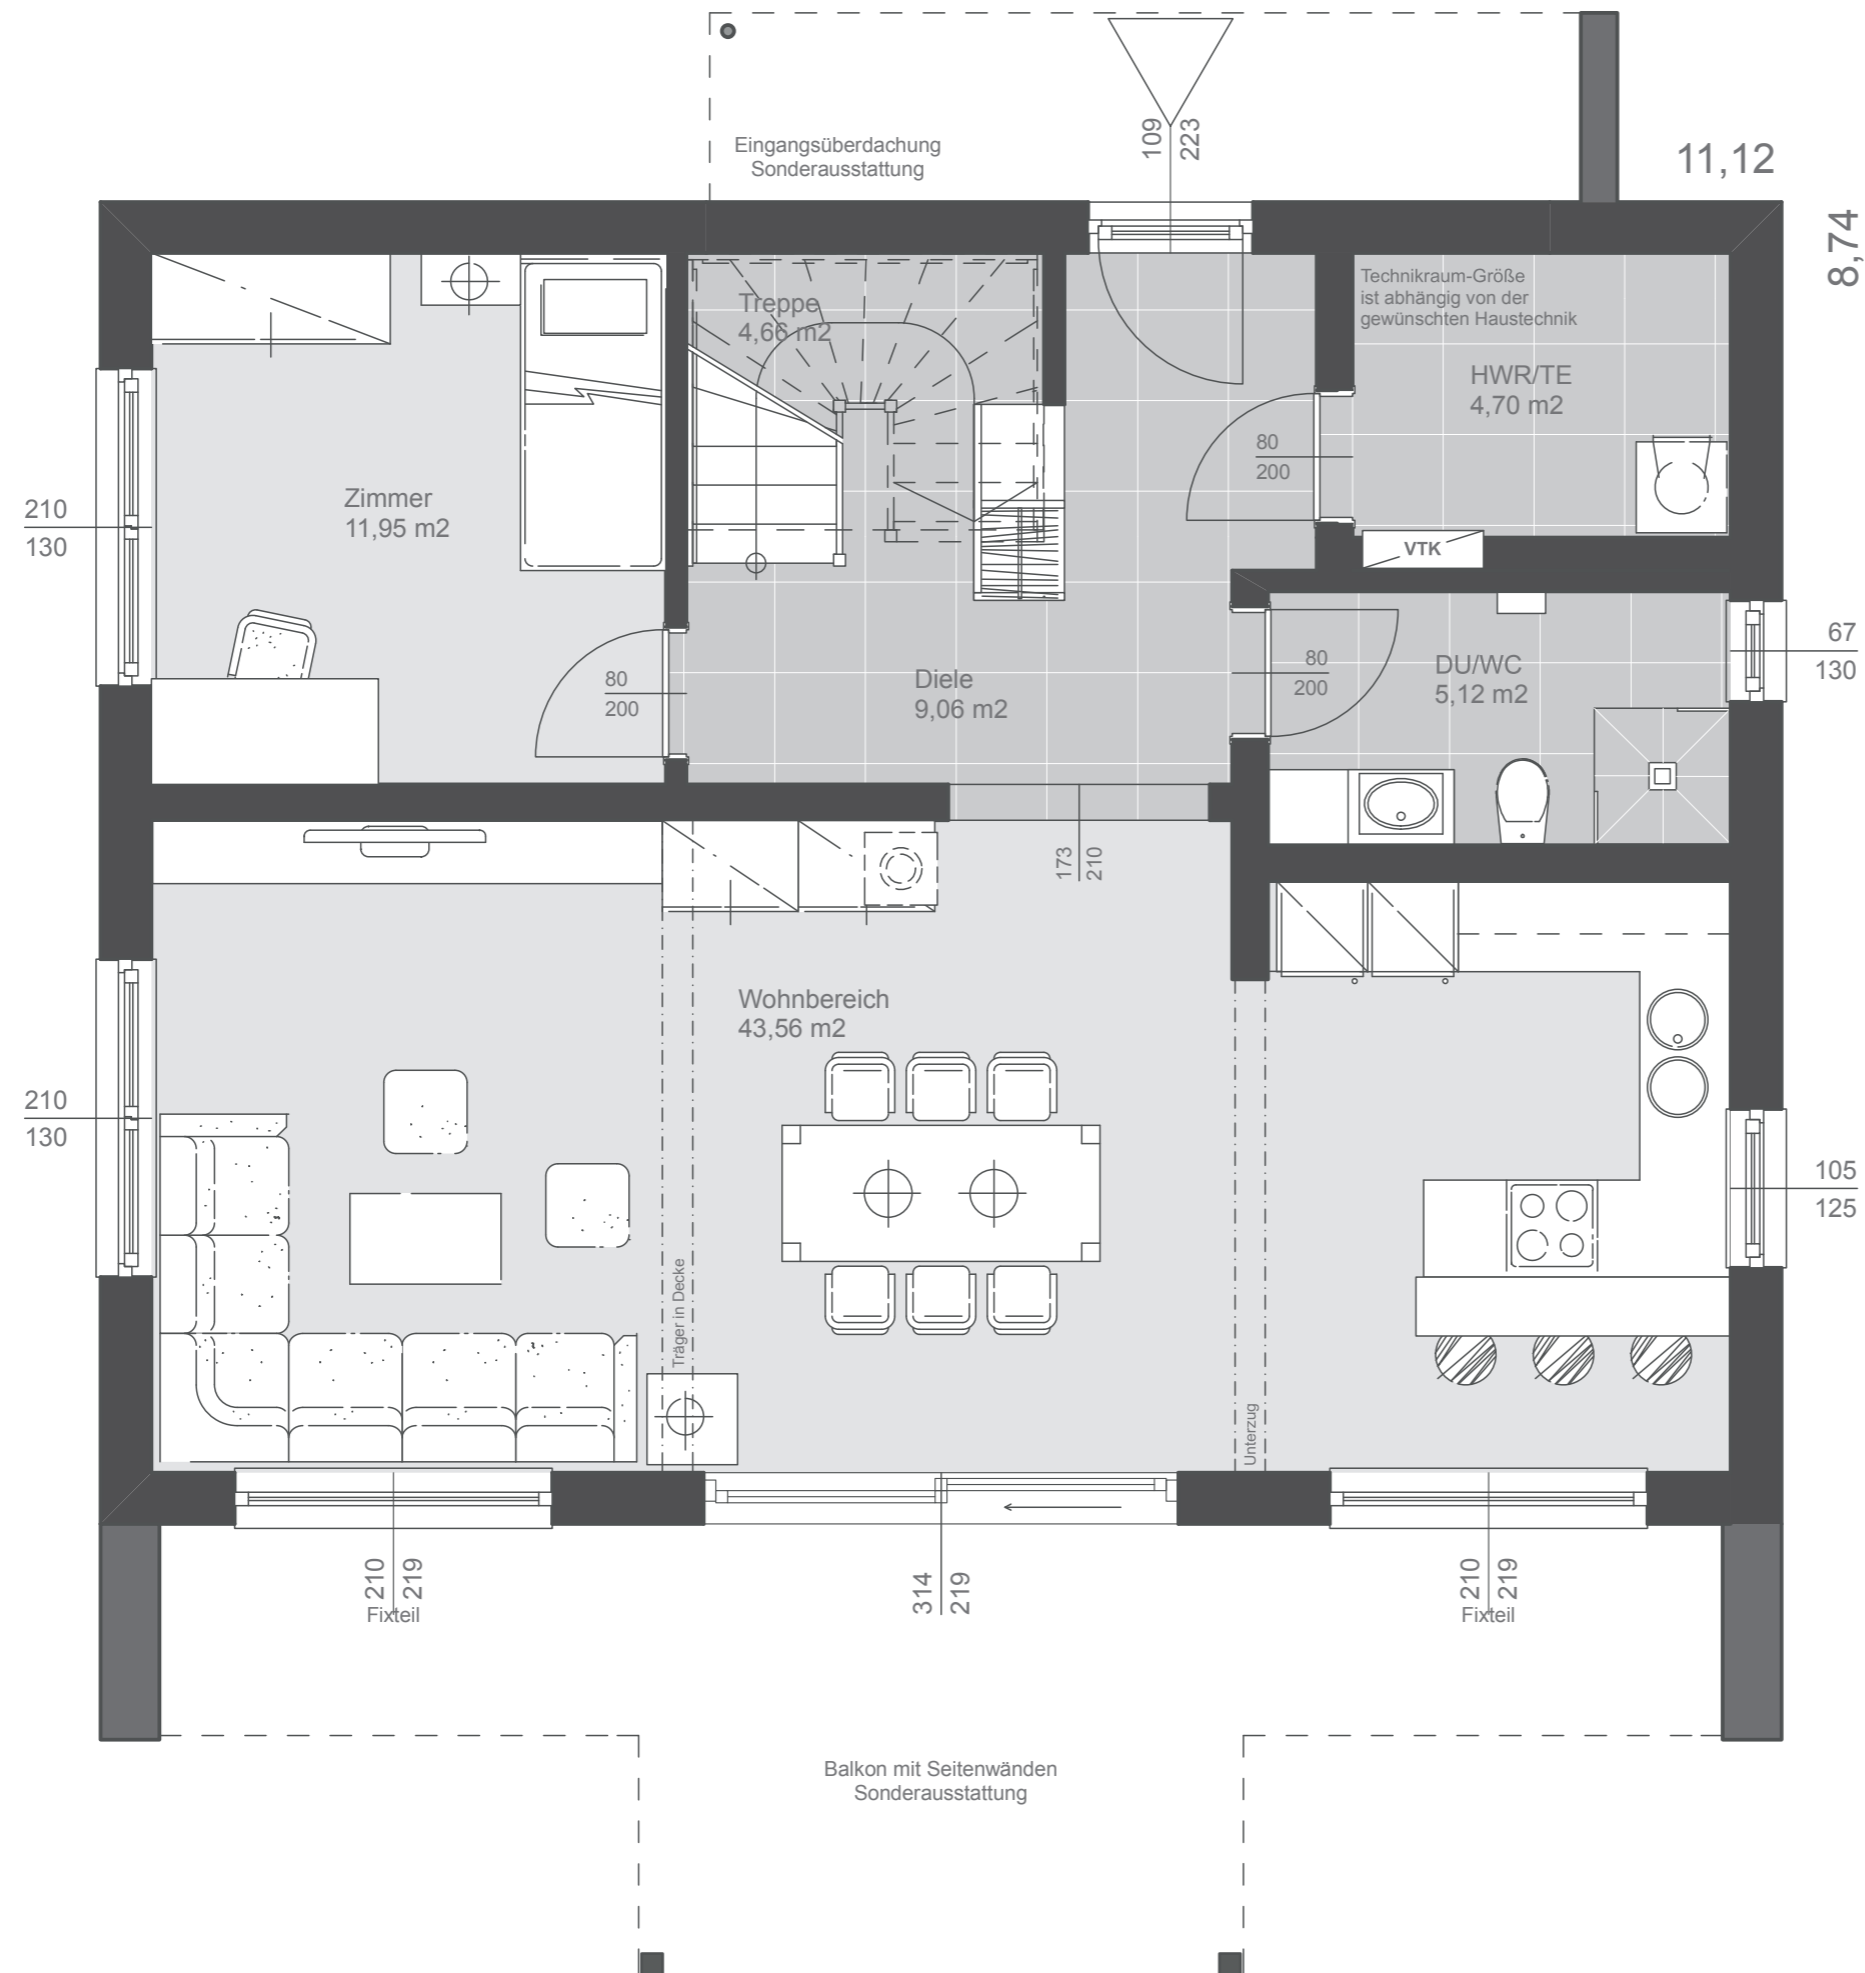 Eingangsüberdachung
Sonderausstattung
109
223
11,12
8,74
Treppe
4,66 m2
Technikraum-Größe
ist abhängig von der
gewünschten Haustechnik
HWR/TE
4,70 m2
80
200
VTK
210
130
Zimmer
11,95 m2
80
200
Diele
9,06 m2
80
200
DU/WC
5,12 m2
67
130
173
210
Wohnbereich
43,56 m2
210
130
105
125
Träger in Decke
Unterzug
210
219
Fixteil
314
219
210
219
Fixteil
Balkon mit Seitenwänden
Sonderausstattung